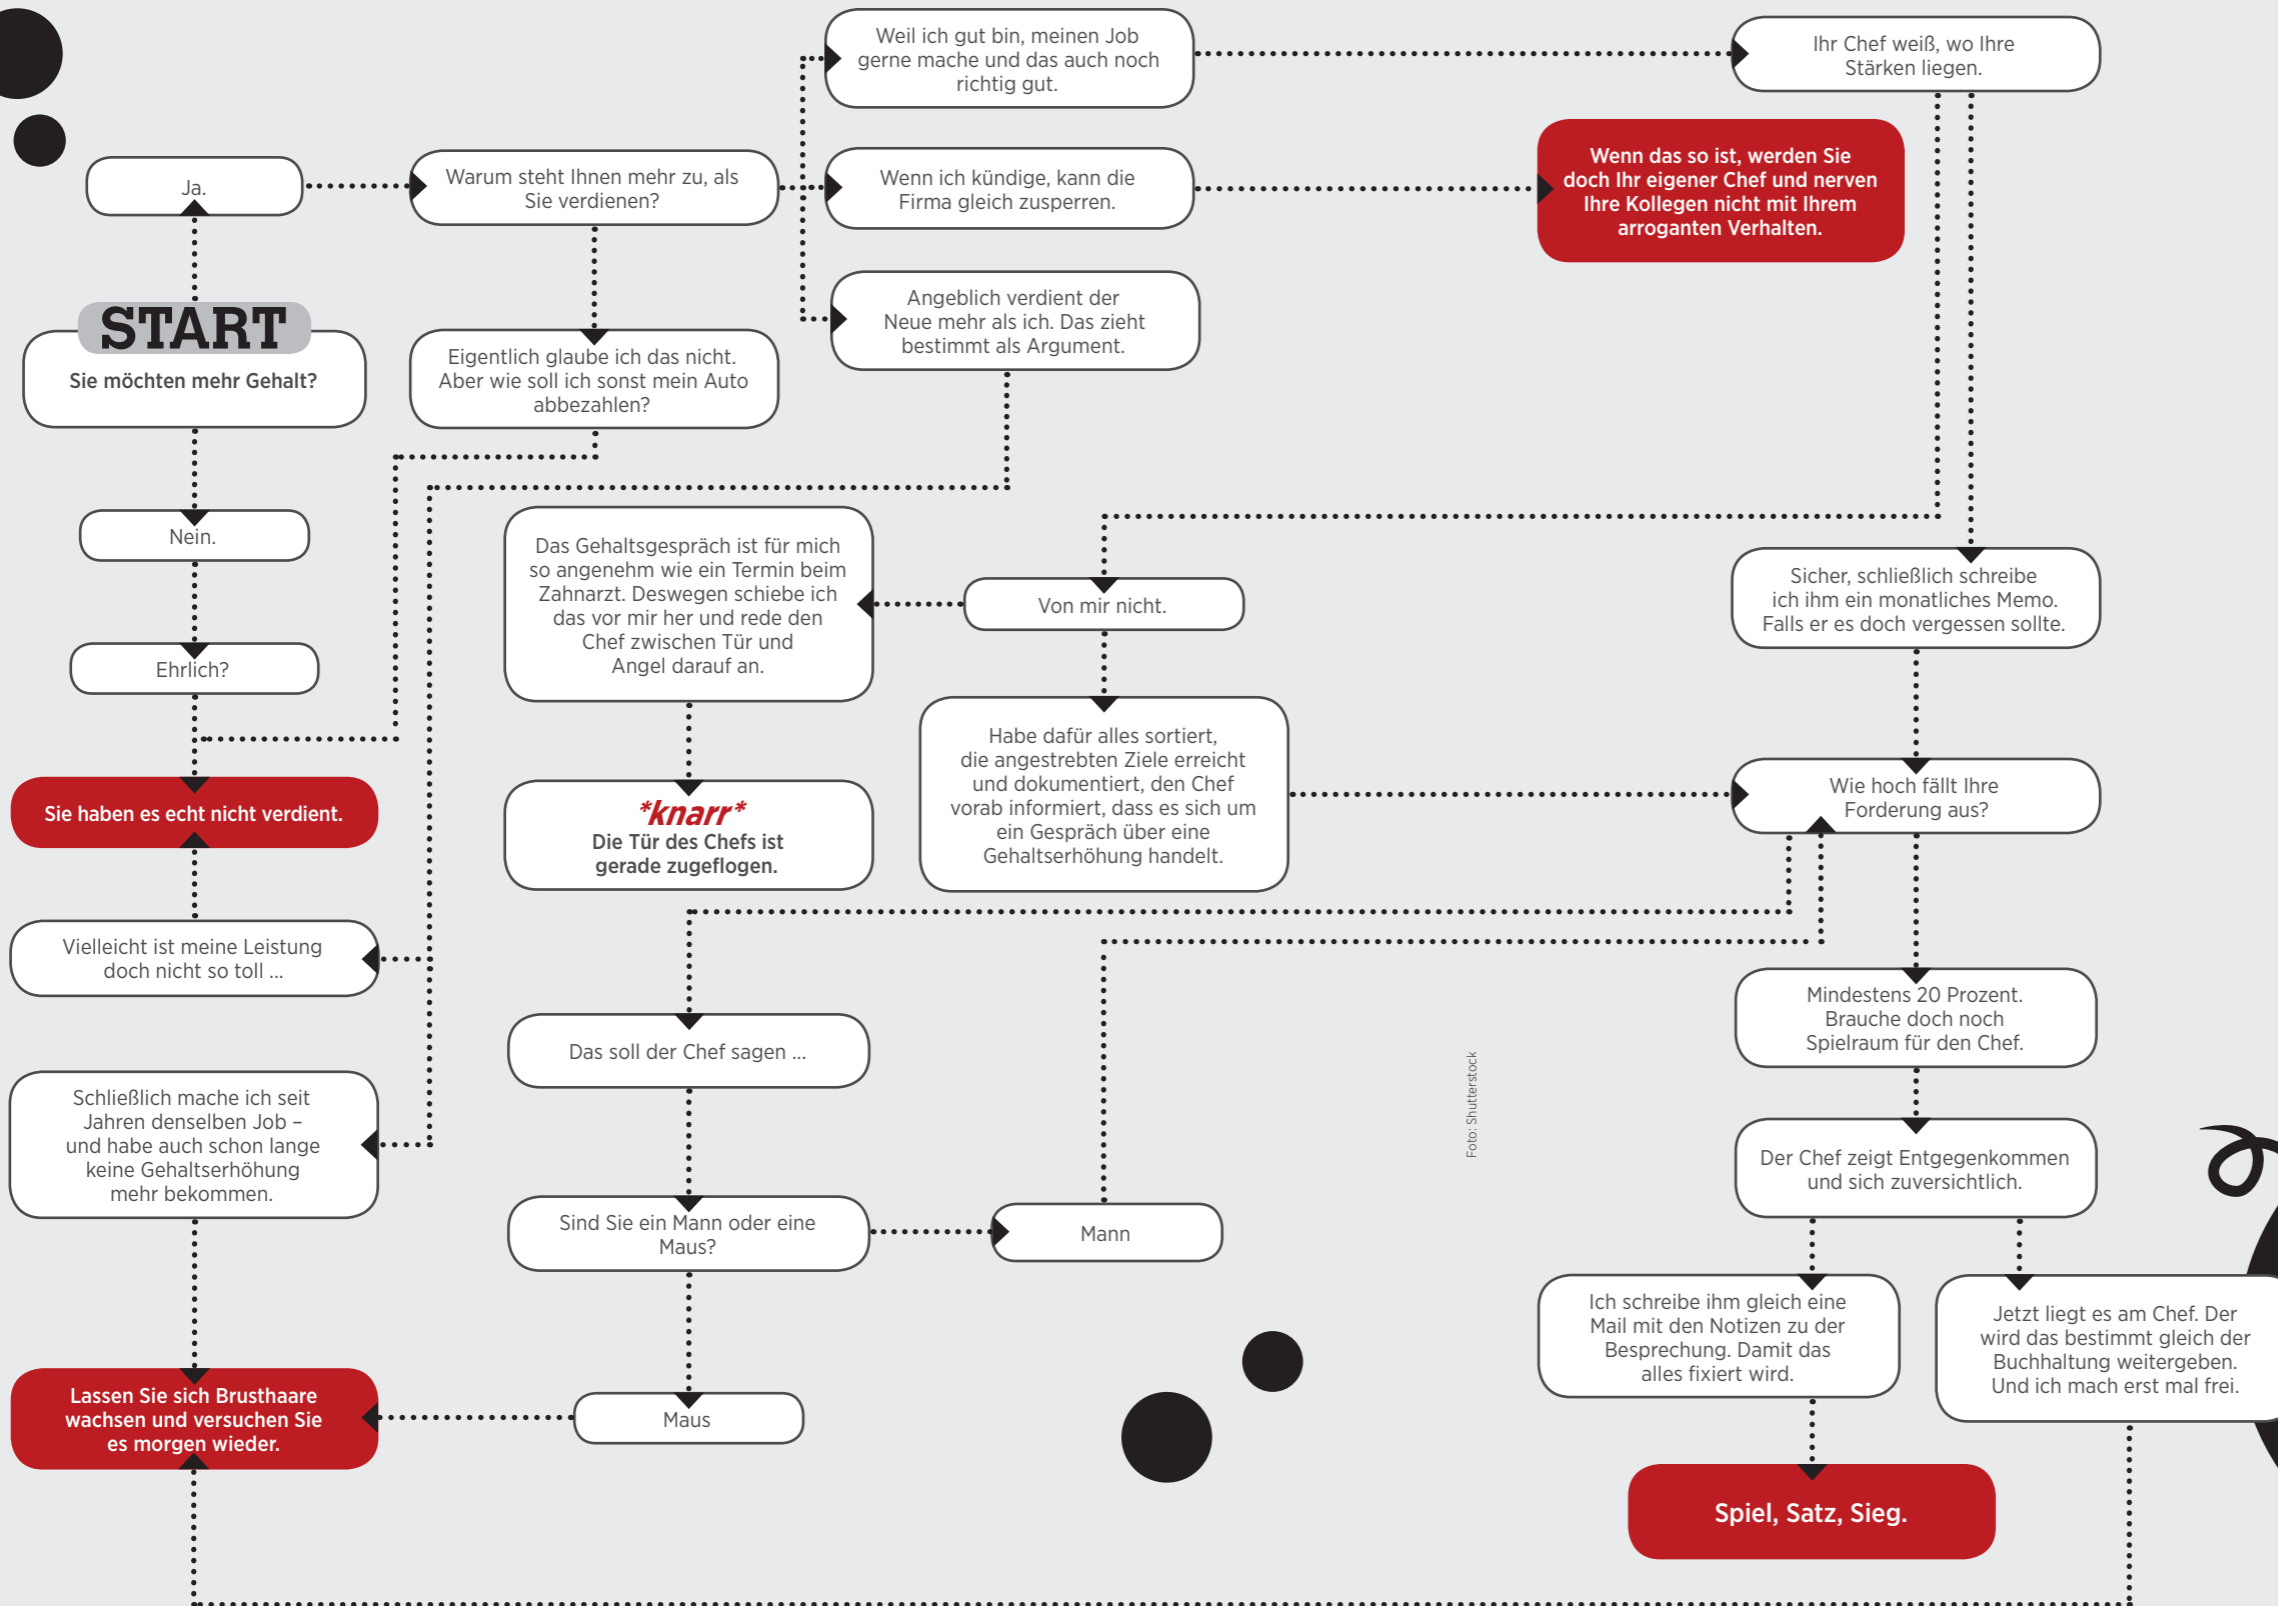 Weil ich gut bin, meinen Job
gerne mache und das auch noch
richtig gut.
Ihr Chef weiß, wo Ihre
Stärken liegen.
Ja.
Warum steht Ihnen mehr zu, als
Sie verdienen?
Wenn ich kündige, kann die
Firma gleich zusperren.
Wenn das so ist, werden Sie
doch Ihr eigener Chef und nerven
Ihre Kollegen nicht mit Ihrem
arroganten Verhalten.
START
Sie möchten mehr Gehalt?
Eigentlich glaube ich das nicht.
Aber wie soll ich sonst mein Auto
abbezahlen?
Angeblich verdient der
Neue mehr als ich. Das zieht
bestimmt als Argument.
Nein.
Das Gehaltsgespräch ist für mich
so angenehm wie ein Termin beim
Zahnarzt. Deswegen schiebe ich
das vor mir her und rede den
Chef zwischen Tür und
Angel darauf an.
Von mir nicht.
Sicher, schließlich schreibe
ich ihm ein monatliches Memo.
Falls er es doch vergessen sollte.
Ehrlich?
Habe dafür alles sortiert,
die angestrebten Ziele erreicht
und dokumentiert, den Chef
vorab informiert, dass es sich um
ein Gespräch über eine
Gehaltserhöhung handelt.
Wie hoch fällt Ihre
Forderung aus?
Sie haben es echt nicht verdient.
*knarr*
Die Tür des Chefs ist
gerade zugeflogen.
Vielleicht ist meine Leistung
doch nicht so toll ...
Das soll der Chef sagen ...
Mindestens 20 Prozent.
Brauche doch noch
Spielraum für den Chef.
Foto: Shutterstock
Schließlich mache ich seit
Jahren denselben Job –
und habe auch schon lange
keine Gehaltserhöhung
mehr bekommen.
Der Chef zeigt Entgegenkommen
und sich zuversichtlich.
Sind Sie ein Mann oder eine
Maus?
Mann
Ich schreibe ihm gleich eine
Mail mit den Notizen zu der
Besprechung. Damit das
alles fixiert wird.
Jetzt liegt es am Chef. Der
wird das bestimmt gleich der
Buchhaltung weitergeben.
Und ich mach erst mal frei.
Lassen Sie sich Brusthaare
wachsen und versuchen Sie
es morgen wieder.
Maus
Spiel, Satz, Sieg.